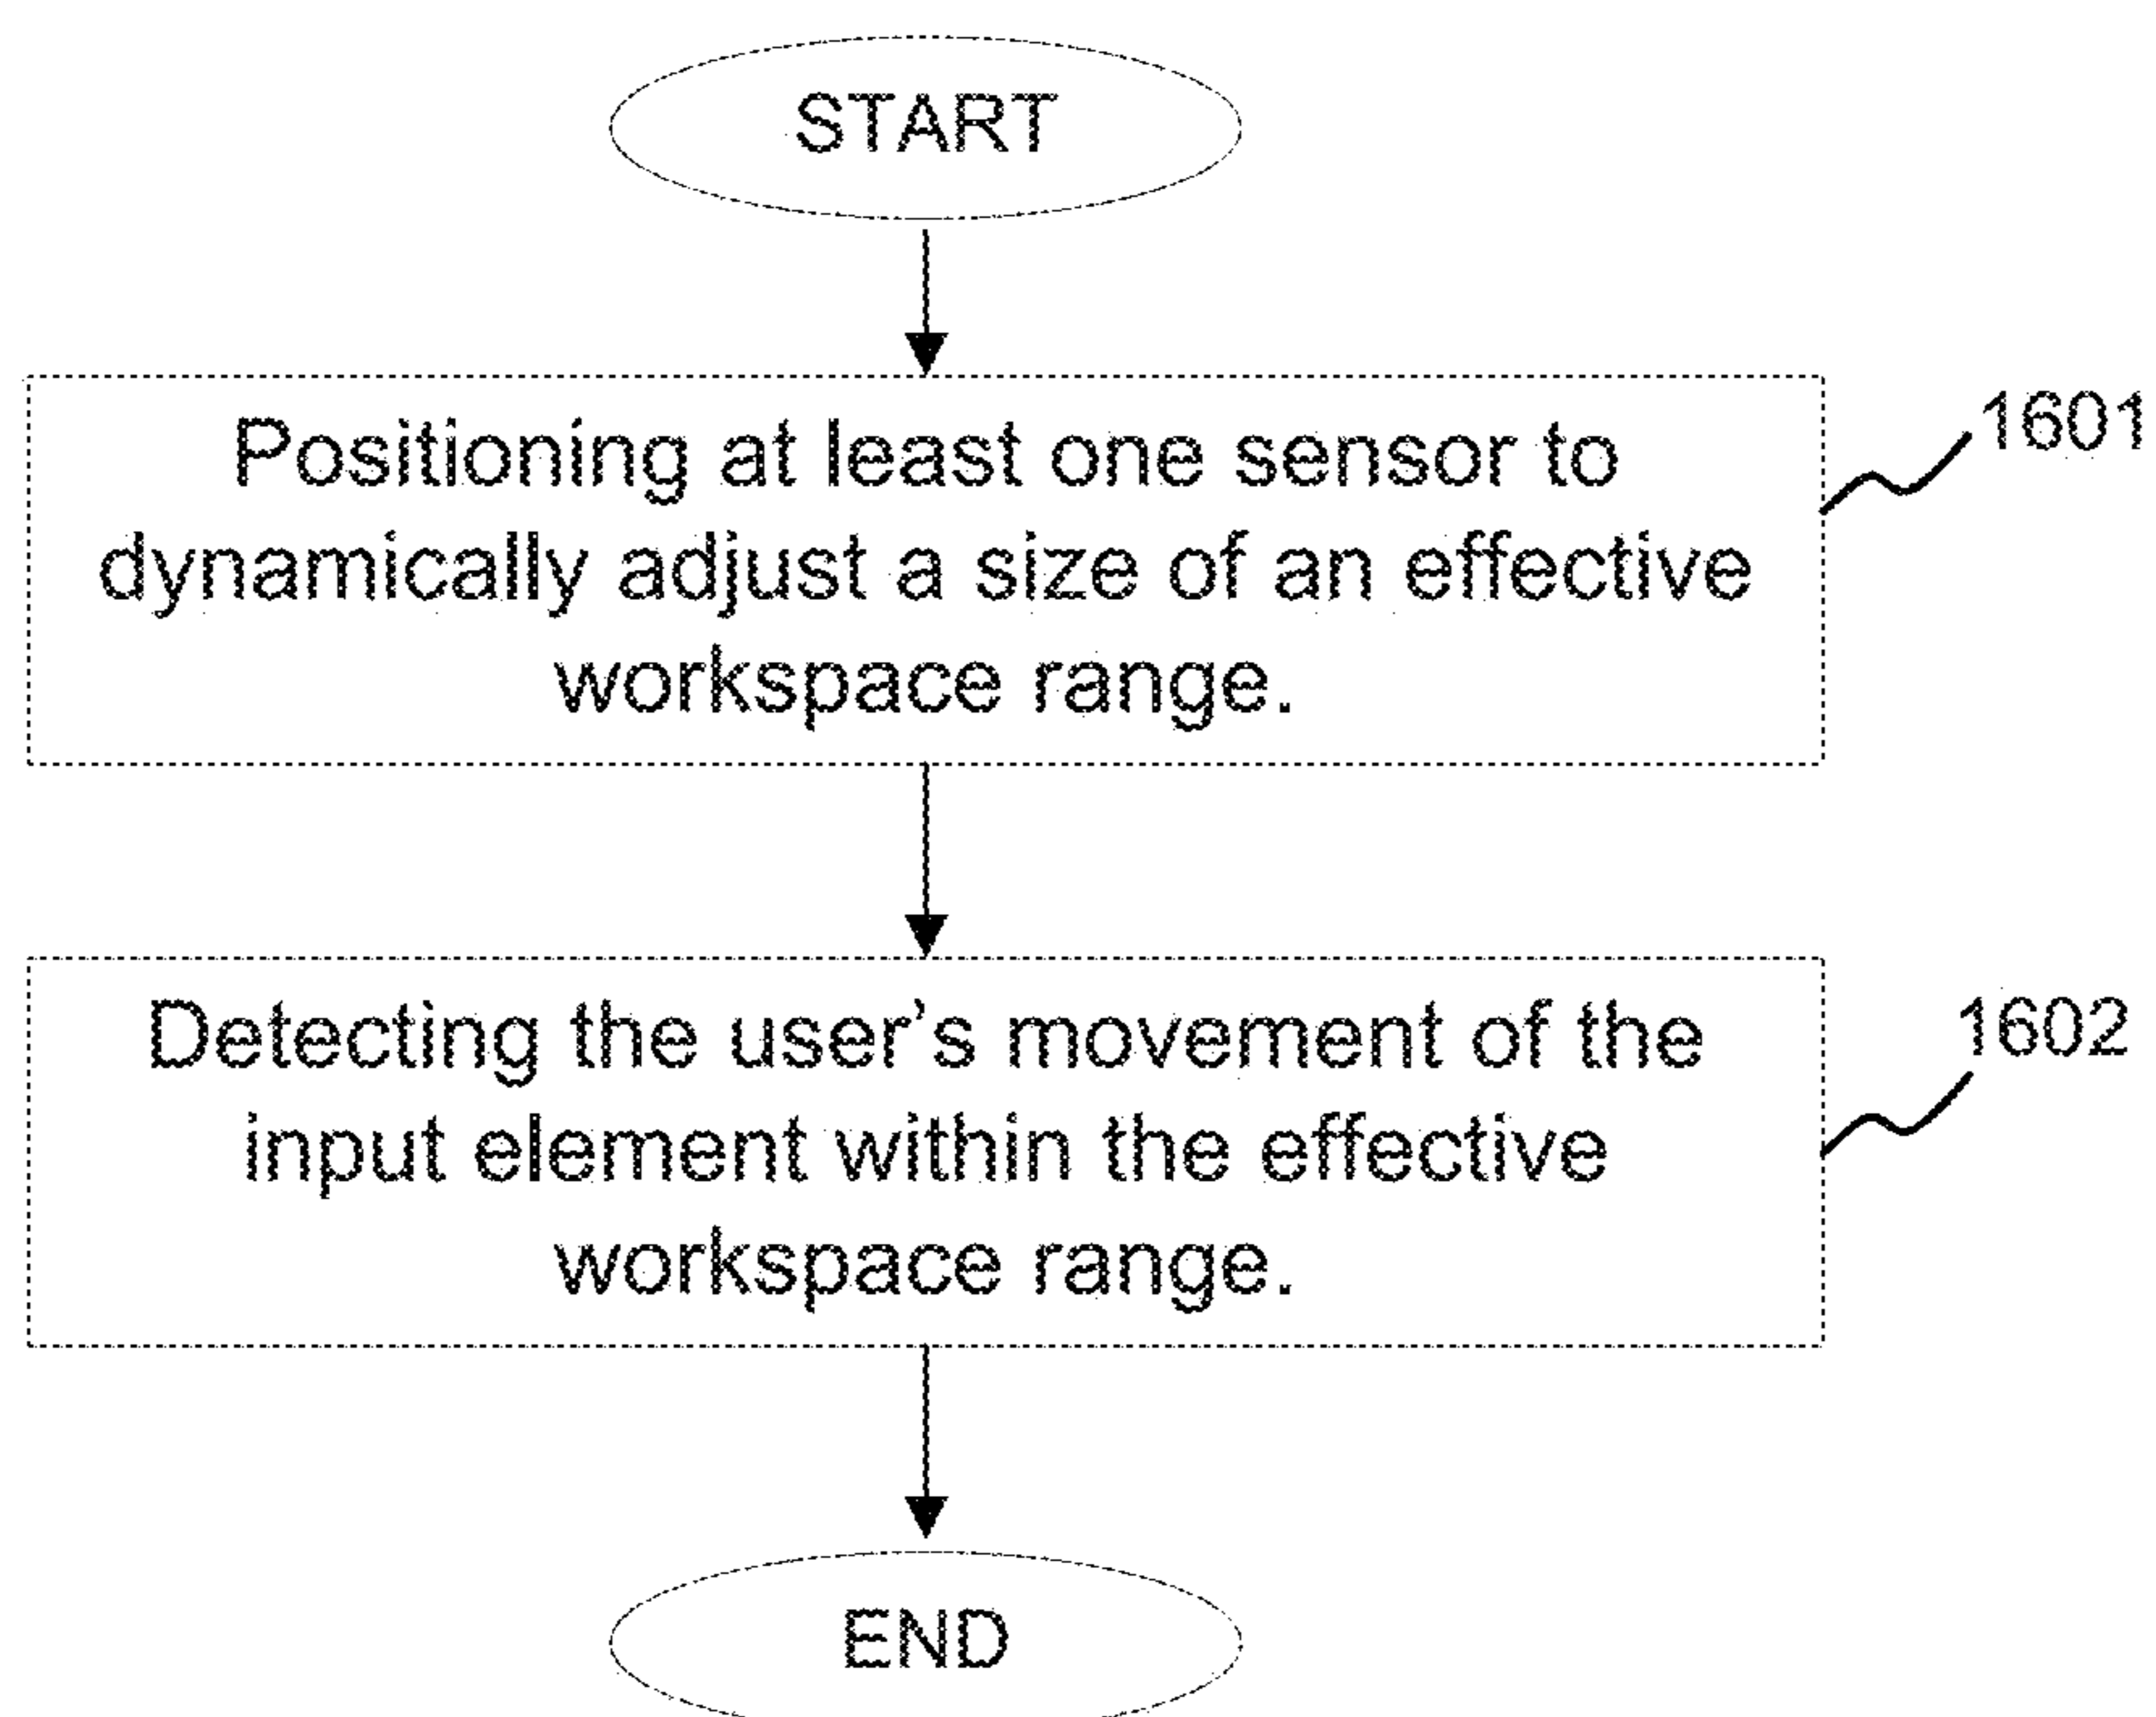 START
Positioning at least one sensor to
dynamically adjust a size of an effective
workspace range.
1601
Detecting the user’s movement of the
input element within the effective
workspace range.
1602
END